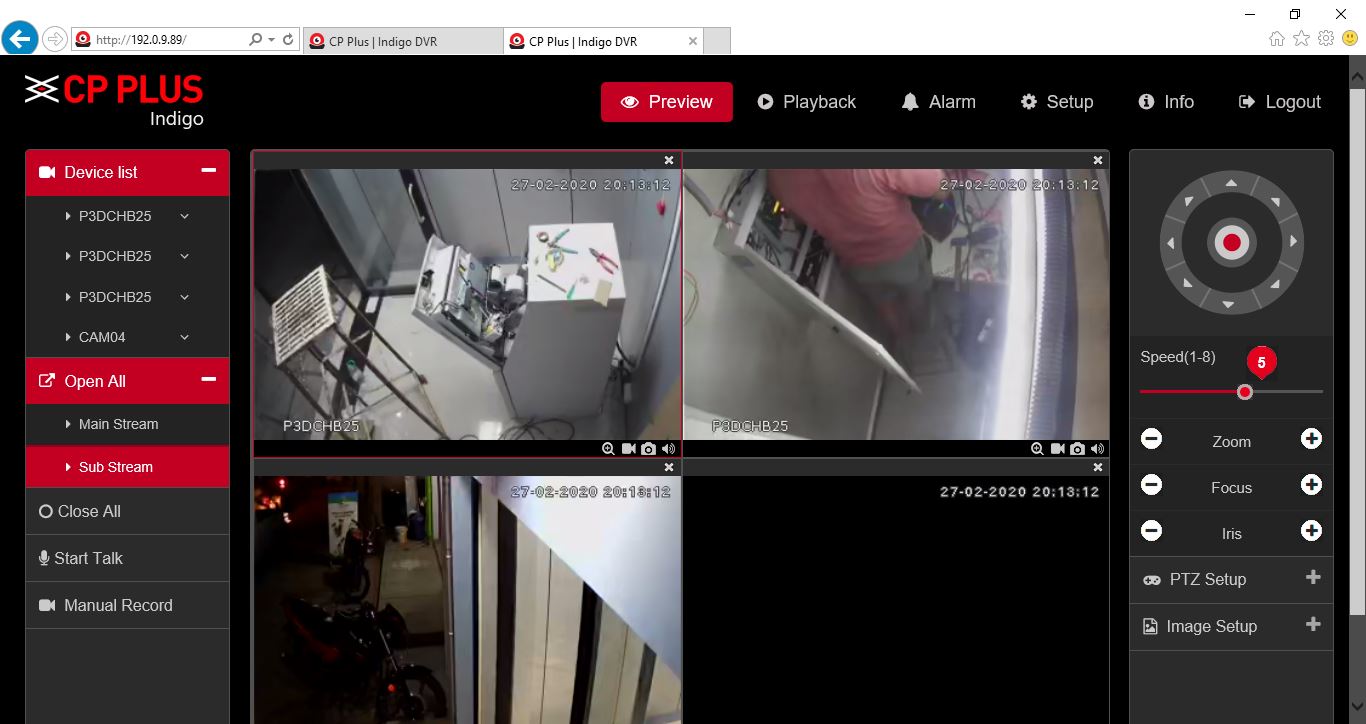 http://192.0.9.89/
CP Plus | Indigo DVR
CP Plus | Indigo DVR
CP PLUS
Indigo
Preview
Playback
Alarm
Setup
Info
Logout
Device list
P3DCHB25
P3DCHB25
P3DCHB25
CAM04
Open All
Main Stream
Sub Stream
Close All
Start Talk
Manual Record
27-02-2020 20:13:12
P3DCHB25
27-02-2020 20:13:12
P3DCHB25
27-02-2020 20:13:12
27-02-2020 20:13:12
Speed(1-8)
5
Zoom
Focus
Iris
PTZ Setup
Image Setup